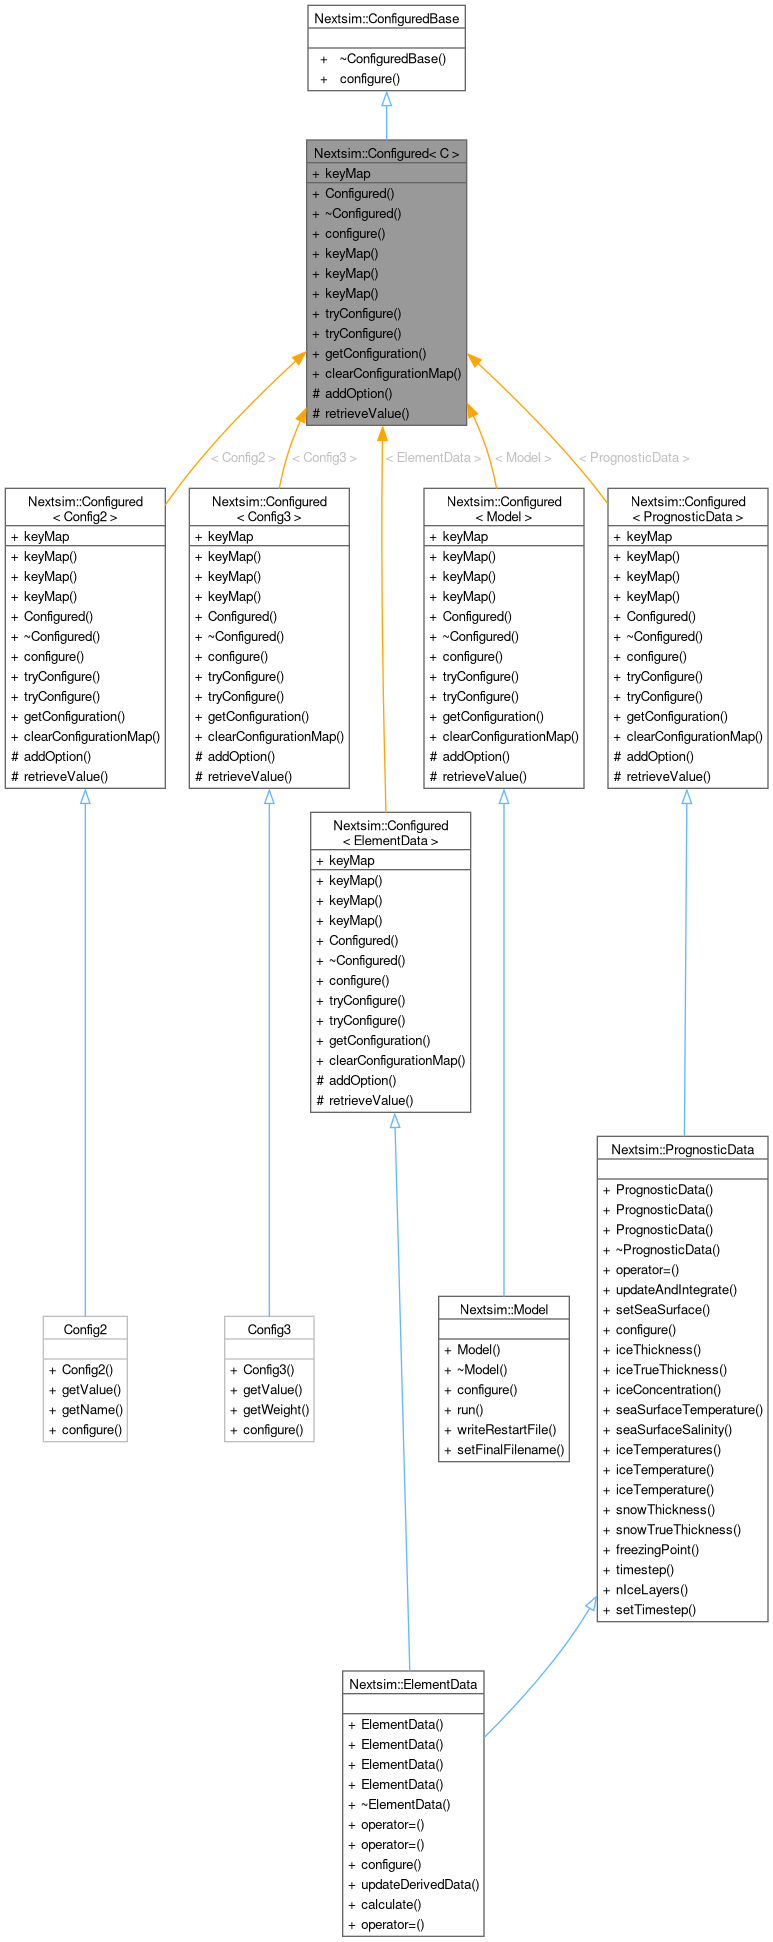 Nextsim::ConfiguredBase
+ ~ConfiguredBase()
+ configure()
Nextsim::Configured< C >
+ keyMap
+ Configured()
+ ~Configured()
+ configure()
+ keyMap()
+ keyMap()
+ keyMap()
+ tryConfigure()
+ tryConfigure()
+ getConfiguration()
+ clearConfigurationMap()
# addOption()
# retrieveValue()
< Config2 >
< Config3 >
< ElementData >
< Model >
< PrognosticData >
Nextsim::Configured
< Config2 >
+ keyMap
+ keyMap()
+ keyMap()
+ keyMap()
+ Configured()
+ ~Configured()
+ configure()
+ tryConfigure()
+ tryConfigure()
+ getConfiguration()
+ clearConfigurationMap()
# addOption()
# retrieveValue()
Nextsim::Configured
< Config3 >
+ keyMap
+ keyMap()
+ keyMap()
+ keyMap()
+ Configured()
+ ~Configured()
+ configure()
+ tryConfigure()
+ tryConfigure()
+ getConfiguration()
+ clearConfigurationMap()
# addOption()
# retrieveValue()
Nextsim::Configured
< Model >
+ keyMap
+ keyMap()
+ keyMap()
+ keyMap()
+ Configured()
+ ~Configured()
+ configure()
+ tryConfigure()
+ tryConfigure()
+ getConfiguration()
+ clearConfigurationMap()
# addOption()
# retrieveValue()
Nextsim::Configured
< PrognosticData >
+ keyMap
+ keyMap()
+ keyMap()
+ keyMap()
+ Configured()
+ ~Configured()
+ configure()
+ tryConfigure()
+ tryConfigure()
+ getConfiguration()
+ clearConfigurationMap()
# addOption()
# retrieveValue()
Nextsim::Configured
< ElementData >
+ keyMap
+ keyMap()
+ keyMap()
+ keyMap()
+ Configured()
+ ~Configured()
+ configure()
+ tryConfigure()
+ tryConfigure()
+ getConfiguration()
+ clearConfigurationMap()
# addOption()
# retrieveValue()
Config2
+ Config2()
+ getValue()
+ getName()
+ configure()
Config3
+ Config3()
+ getValue()
+ getWeight()
+ configure()
Nextsim::Model
+ Model()
+ ~Model()
+ configure()
+ run()
+ writeRestartFile()
+ setFinalFilename()
Nextsim::PrognosticData
+ PrognosticData()
+ PrognosticData()
+ PrognosticData()
+ ~PrognosticData()
+ operator=()
+ updateAndIntegrate()
+ setSeaSurface()
+ configure()
+ iceThickness()
+ iceTrueThickness()
+ iceConcentration()
+ seaSurfaceTemperature()
+ seaSurfaceSalinity()
+ iceTemperatures()
+ iceTemperature()
+ iceTemperature()
+ snowThickness()
+ snowTrueThickness()
+ freezingPoint()
+ timestep()
+ nIceLayers()
+ setTimestep()
Nextsim::ElementData
+ ElementData()
+ ElementData()
+ ElementData()
+ ElementData()
+ ~ElementData()
+ operator=()
+ operator=()
+ configure()
+ updateDerivedData()
+ calculate()
+ operator=()